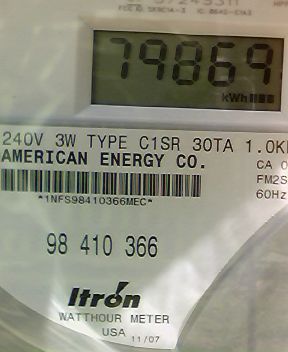 79869
kWh
240V 3W TYPE C1SR 30TA 1.0K
AMERICAN ENERGY CO.
CA 0
FM2S
60Hz
*1NFS98410366MEC*
98 410 366
Itron
WATTHOUR METER
USA 11/07